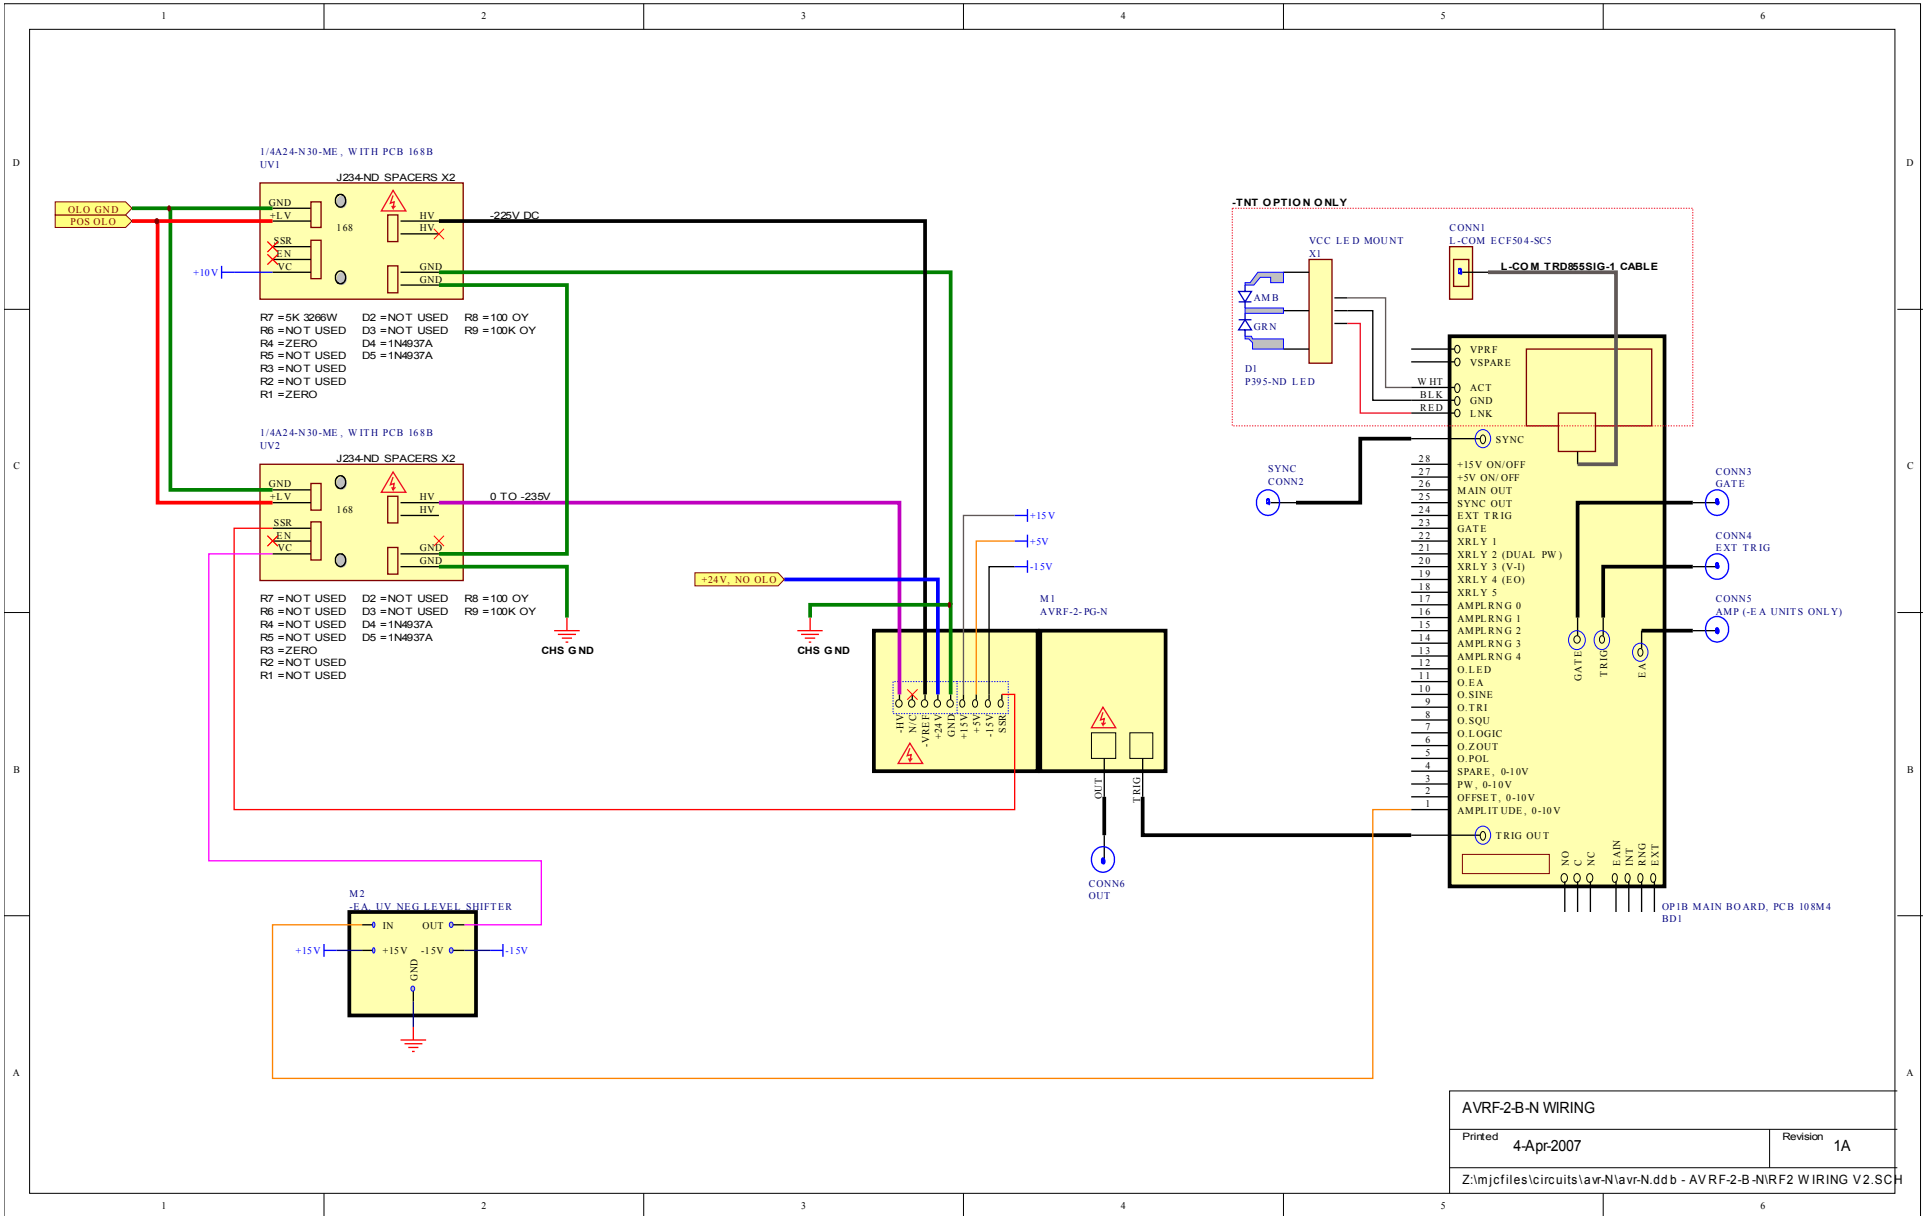 1 2 3 4 5 6
D D
C C
B B
A A
1/4A24-N30-ME, WITH PCB 168B
UV1
J234-ND SPACERS X2
OLO GND
POS OLO
GND
+LV
168
SSR
EN
VC
+10V
HV
HV
GND
GND
-225V DC
R7 =5K 3266W D2 =NOT USED R8 =100 OY
R6 =NOT USED D3 =NOT USED R9 =100K OY
R4 =ZERO D4 =1N4937A
R5 =NOT USED D5 =1N4937A
R3 =NOT USED
R2 =NOT USED
R1 =ZERO
1/4A24-N30-ME, WITH PCB 168B
UV2
J234-ND SPACERS X2
GND
+LV
168
SSR
EN
VC
HV
HV
GND
GND
0 TO -235V
R7 =NOT USED D2 =NOT USED R8 =100 OY
R6 =NOT USED D3 =NOT USED R9 =100K OY
R4 =NOT USED D4 =1N4937A
R5 =NOT USED D5 =1N4937A
R3 =ZERO
R2 =NOT USED
R1 =NOT USED
CHS GND
+24V, NO OLO
CHS GND
+15V
+5V
-15V
M1
AVRF-2-PG-N
-HV
N/C
-VREF
+24V
GND
+15V
+5V
-15V
SSR
OUT
TRIG
CONN6
OUT
M2
-EA, UV NEG LEVEL SHIFTER
IN OUT
+15V +15V -15V -15V
GND
-TNT OPTION ONLY
VCC LED MOUNT
X1
AMB
GRN
D1
P395-ND LED
CONN1
L-COM ECF504-SC5
L-COM TRD855SIG-1 CABLE
VPRF
VSPARE
WHT ACT
BLK GND
RED LNK
SYNC
SYNC
CONN2
28 +15V ON/OFF
27 +5V ON/OFF
26 MAIN OUT
25 SYNC OUT
24 EXT TRIG
23 GATE
22 XRLY 1
21 XRLY 2 (DUAL PW)
20 XRLY 3 (V-I)
19 XRLY 4 (EO)
18 XRLY 5
17 AMPLRNG 0
16 AMPLRNG 1
15 AMPLRNG 2
14 AMPLRNG 3
13 AMPLRNG 4
12 O.LED
11 O.EA
10 O.SINE
9 O.TRI
8 O.SQU
7 O.LOGIC
6 O.ZOUT
5 O.POL
4 SPARE, 0-10V
3 PW, 0-10V
2 OFFSET, 0-10V
1 AMPLITUDE, 0-10V
TRIG OUT
GATE
TRIG
EA
CONN3
GATE
CONN4
EXT TRIG
CONN5
AMP (-EA UNITS ONLY)
NO
C
NC
EAIN
INT
RNG
EXT
OP1B MAIN BOARD, PCB 108M4
BD1
AVRF-2-B-N WIRING
Printed 4-Apr-2007 Revision 1A
Z:\mjcfiles\circuits\avr-N\avr-N.ddb - AVRF-2-B-N\RF2 WIRING V2.SCH
1 2 3 4 5 6